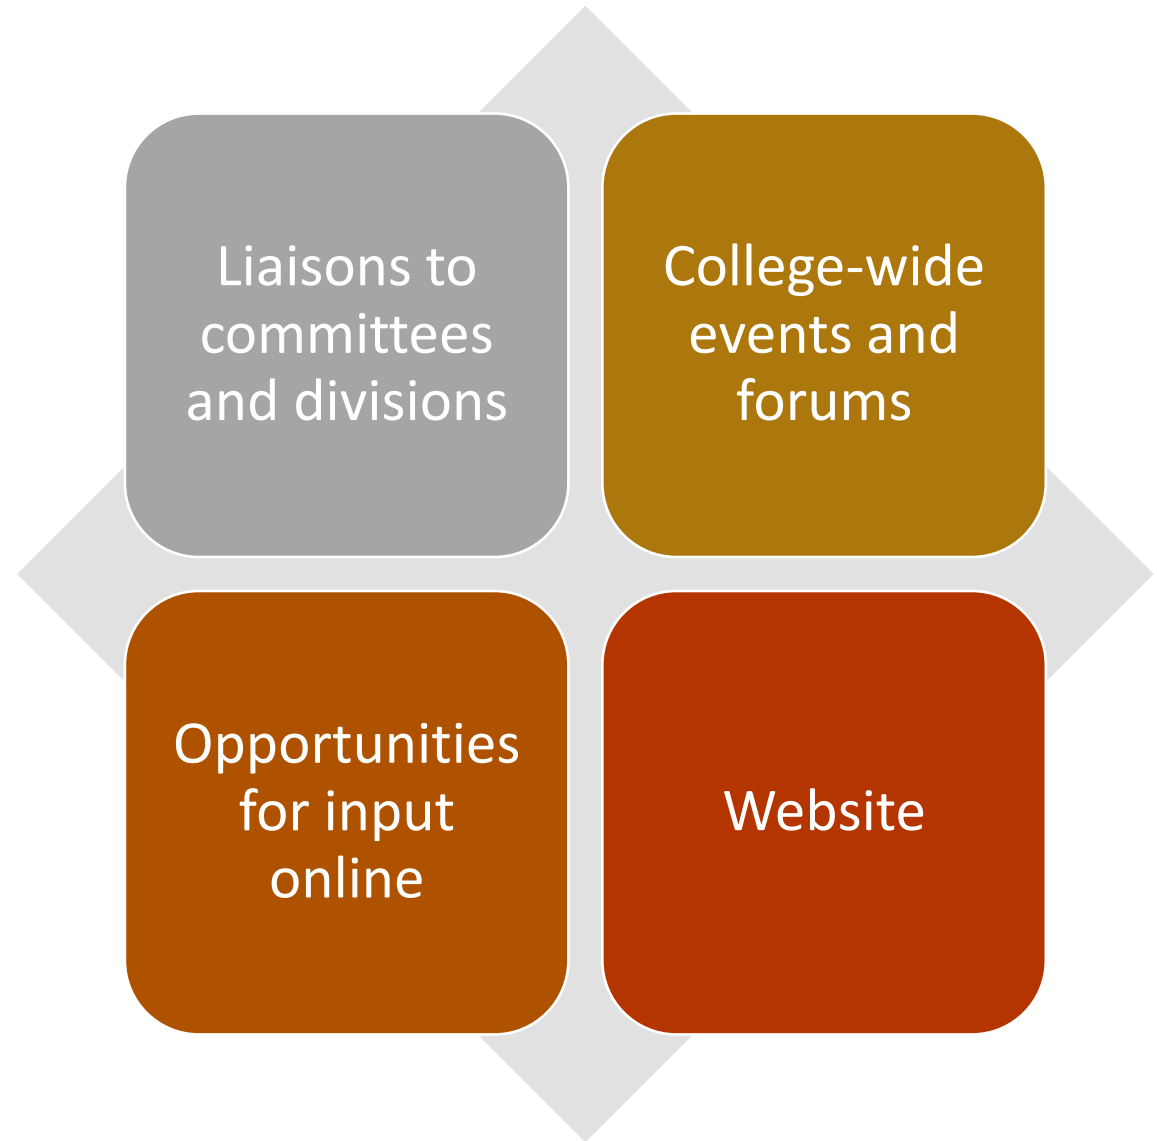 Liaisons to
committees
and divisions
College-wide
events and
forums
Opportunities
for input
online
Website